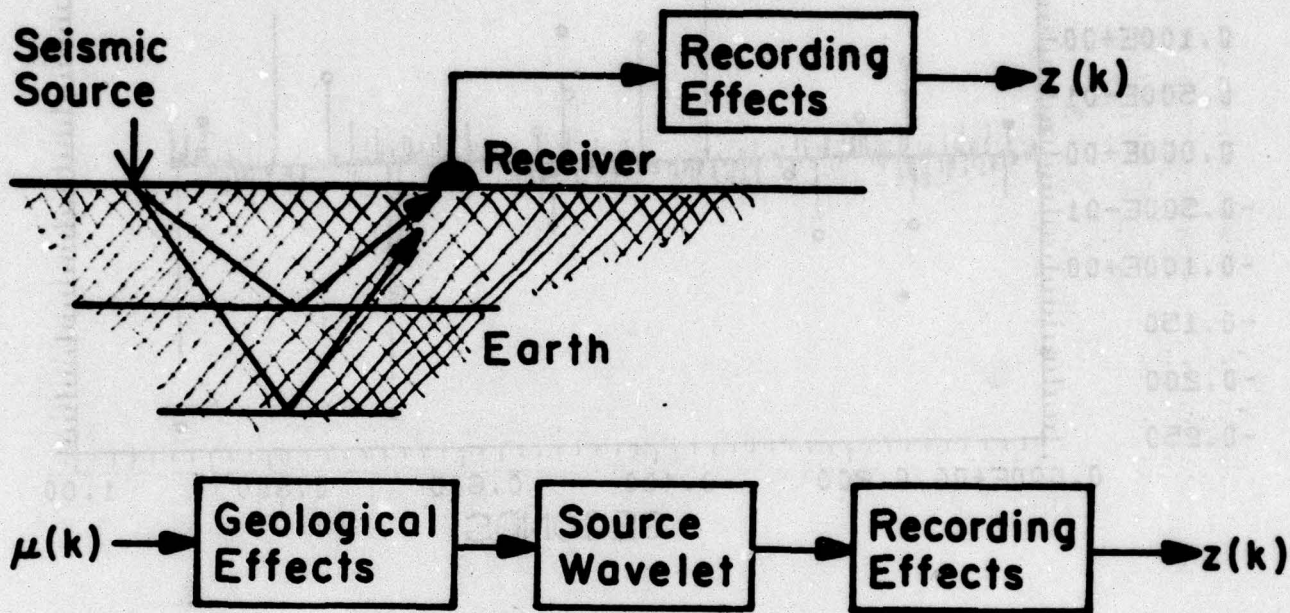 Seismic
Source
Recording
Effects
z(k)
Receiver
Earth
μ(k)
Geological
Effects
Source
Wavelet
Recording
Effects
z(k)